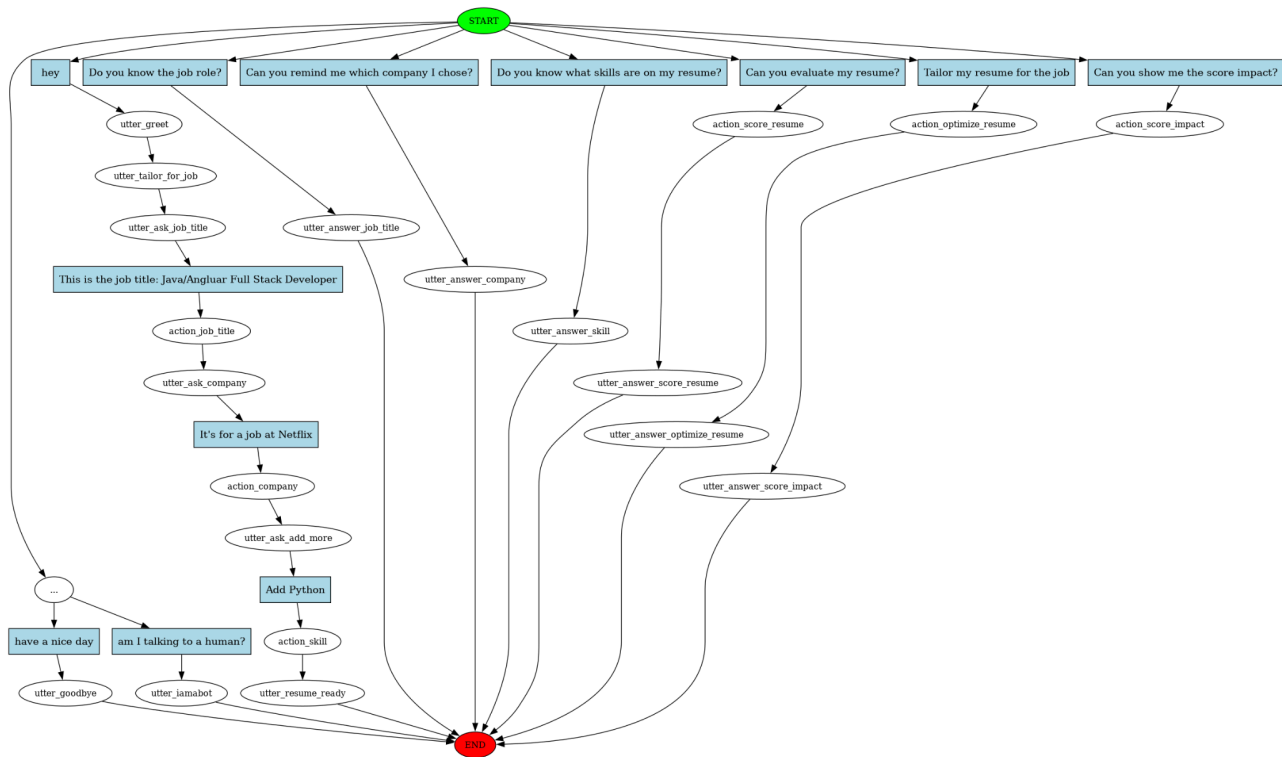 START
hey
Do you know the job role?
Can you remind me which company I chose?
Do you know what skills are on my resume?
Can you evaluate my resume?
Tailor my resume for the job
Can you show me the score impact?
utter_greet
action_score_resume
action_optimize_resume
action_score_impact
utter_tailor_for_job
utter_ask_job_title
utter_answer_job_title
This is the job title: Java/Angluar Full Stack Developer
utter_answer_company
action_job_title
utter_answer_skill
utter_ask_company
utter_answer_score_resume
It's for a job at Netflix
utter_answer_optimize_resume
action_company
utter_answer_score_impact
utter_ask_add_more
...
Add Python
have a nice day
am I talking to a human?
action_skill
utter_goodbye
utter_iamabot
utter_resume_ready
END